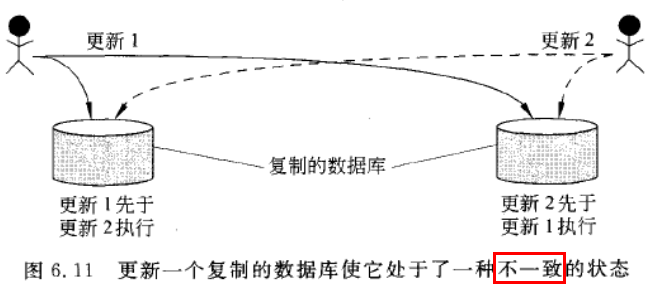 更新 1
更新 2
复制的数据库
更新 1 先于
更新 2 执行
更新 2 先于
更新 1 执行
图 6.11 更新一个复制的数据库使它处于了一种不一致的状态